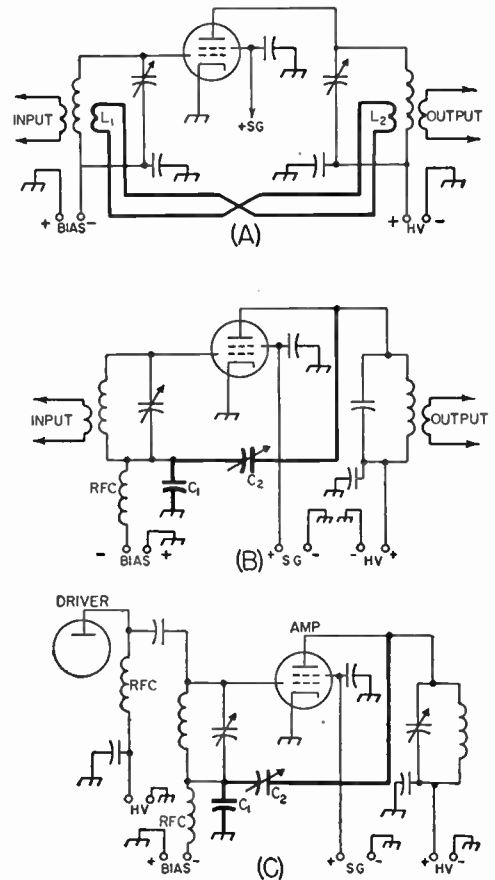 INPUT
L1
+SG
L2
OUTPUT
+ BIAS -
+ HV -
(A)
INPUT
RFC
C1
C2
OUTPUT
- BIAS +
+ SG -
- HV +
(B)
DRIVER
AMP
RFC
HV
RFC
C1
C2
+ BIAS -
+ SG -
+ HV -
(C)